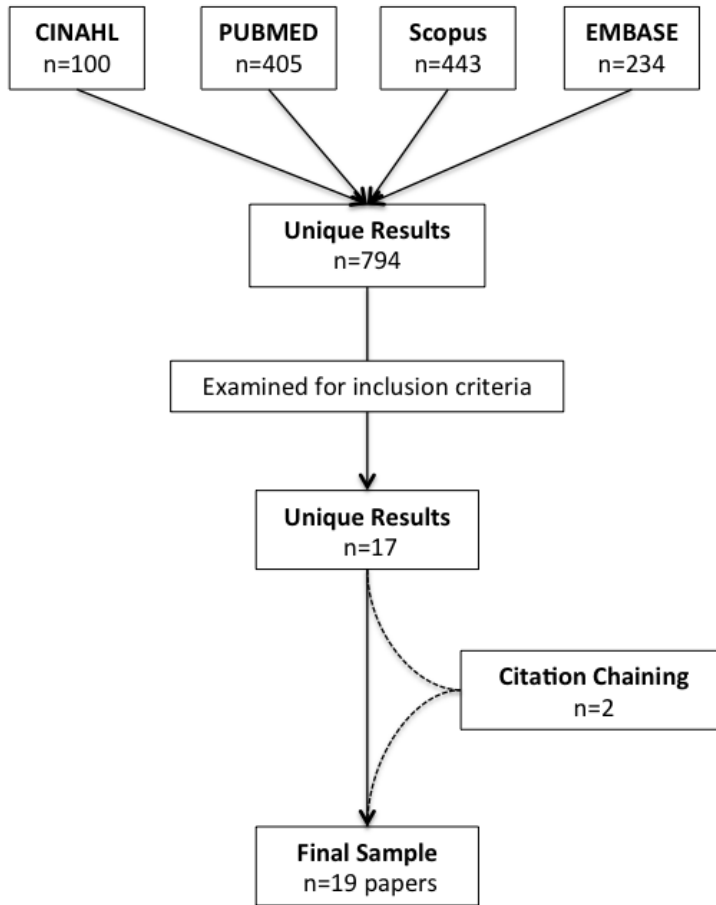 CINAHL
n=100
PUBMED
n=405
Scopus
n=443
EMBASE
n=234
Unique Results
n=794
Examined for inclusion criteria
Unique Results
n=17
Citation Chaining
n=2
Final Sample
n=19 papers